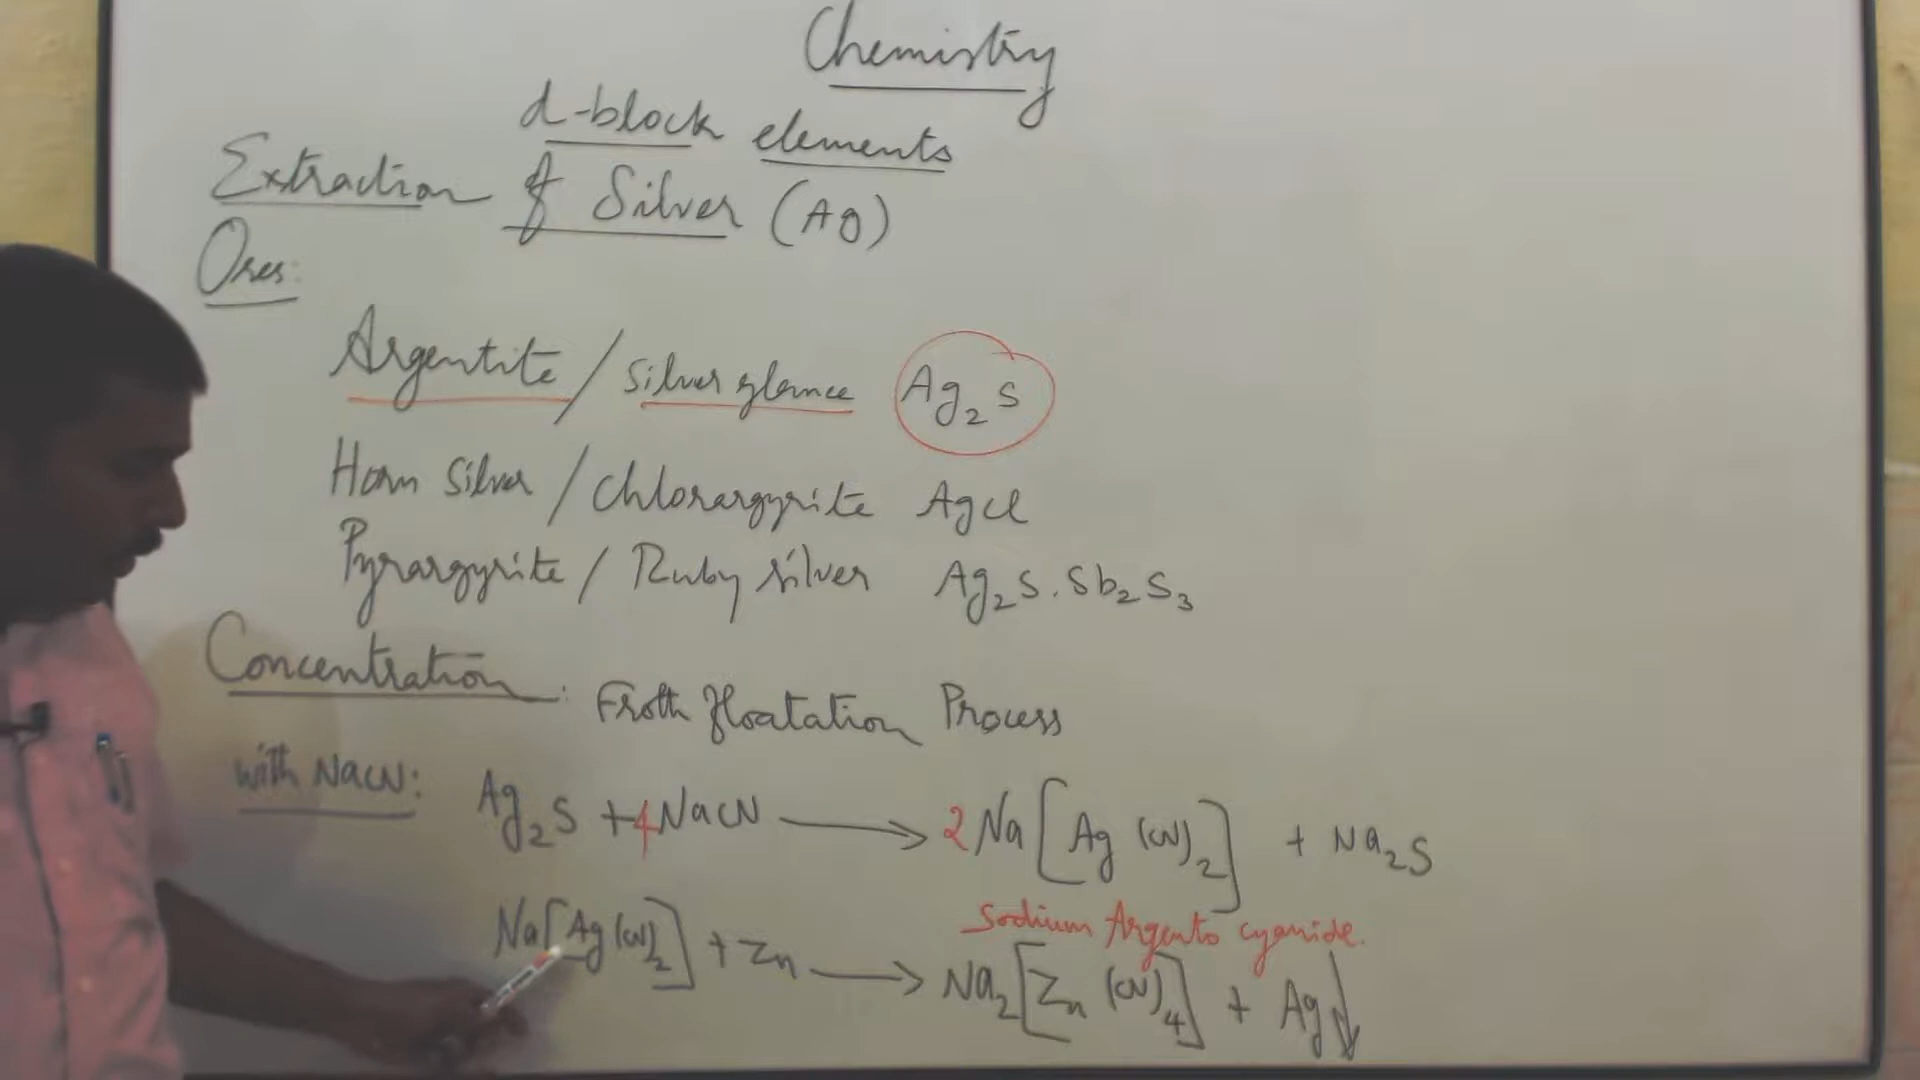 Chemistry
d-block elements
Extraction of Silver (Ag)
Ores:
Argentite / Silver glance Ag₂S
Horn Silver / Chlorargyrite AgCl
Pyrargyrite / Ruby silver Ag₂S.Sb₂S₃
Concentration: Froth floatation Process
with NaCN: Ag₂S + 4NaCN ⟶ 2Na[Ag(CN)₂] + Na₂S
Sodium Argento cyanide.
Na[Ag(CN)₂] + Zn ⟶ Na₂[Zn(CN)₄] + Ag↓